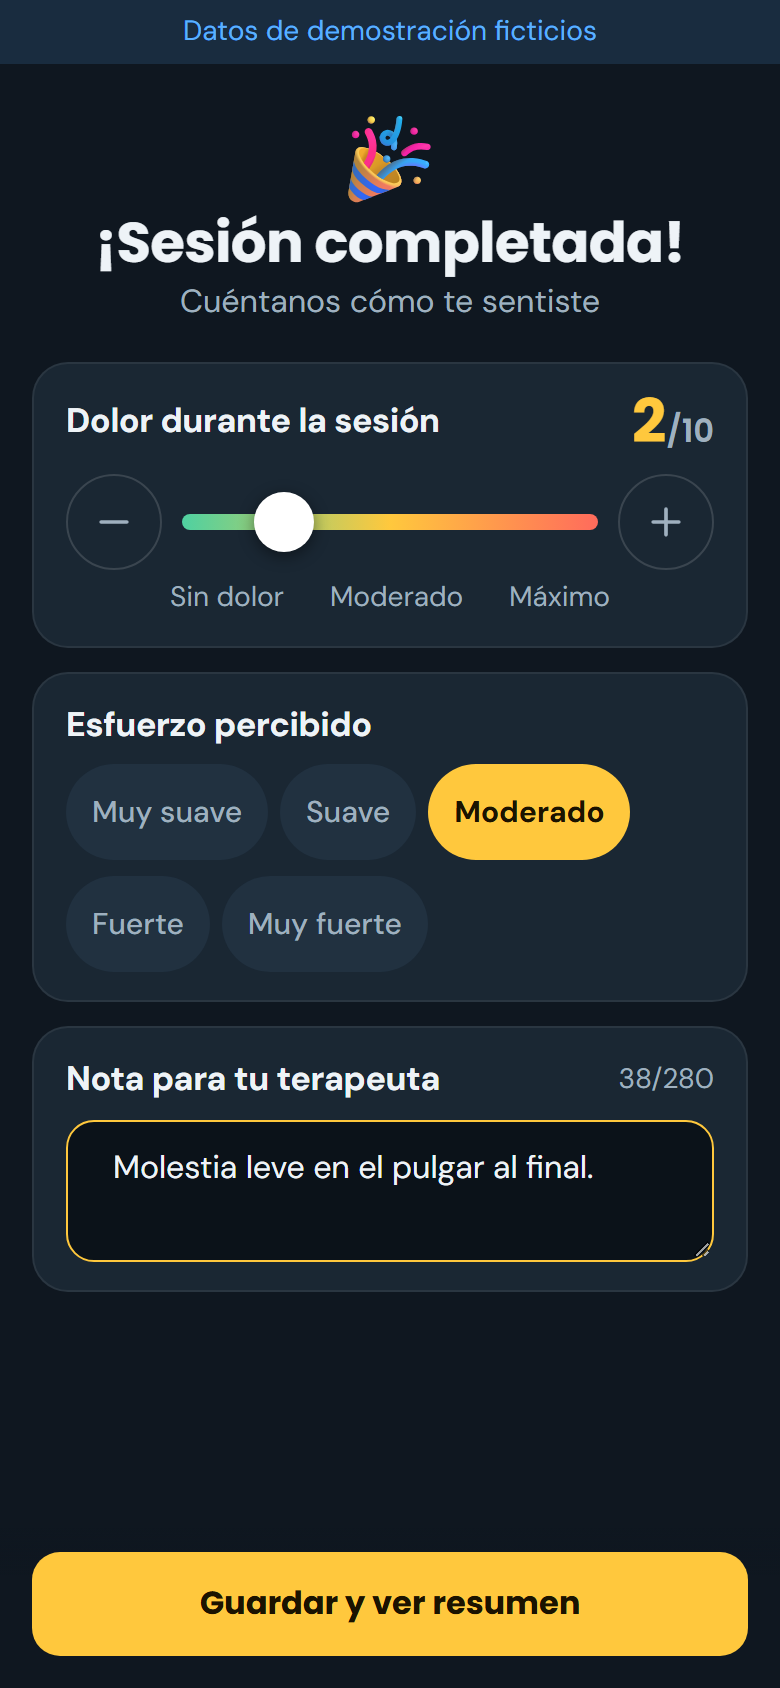 Datos de demostración ficticios
¡Sesión completada!
Cuéntanos cómo te sentiste
Dolor durante la sesión 2/10
Sin dolor Moderado Máximo
Esfuerzo percibido
Muy suave Suave Moderado
Fuerte Muy fuerte
Nota para tu terapeuta 38/280
Molestia leve en el pulgar al final.
Guardar y ver resumen